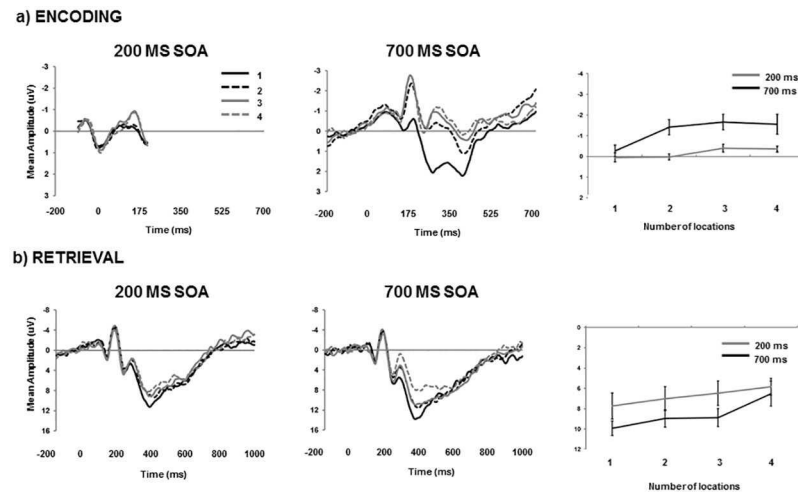 a) ENCODING
200 MS SOA
700 MS SOA
Mean Amplitude (uV)
-3
-2
-1
0
1
2
3
-200 0 175 350 525 700
Time (ms)
1
2
3
4
Mean Amplitude (uV)
-3
-2
-1
0
1
2
3
-200 0 175 350 525 700
Time (ms)
-4
-3
-2
-1
0
1
2
200 ms
700 ms
1 2 3 4
Number of locations
b) RETRIEVAL
200 MS SOA
700 MS SOA
Mean Amplitude (uV)
-8
-4
0
4
8
12
16
-200 0 200 400 600 800 1000
Time (ms)
-8
-4
0
4
8
12
16
-200 0 200 400 600 800 1000
Time (ms)
0
2
4
6
8
10
12
200 ms
700 ms
1 2 3 4
Number of locations